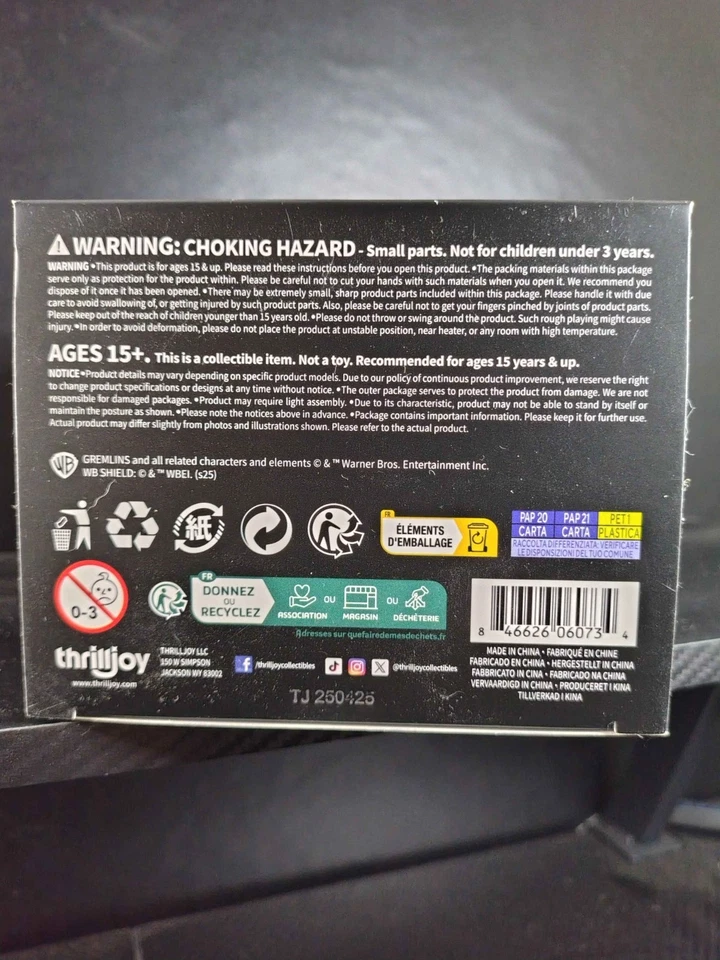 WARNING: CHOKING HAZARD - Small parts. Not for children under 3 years.
WARNING •This product is for ages 15 & up. Please read these instructions before you open this product. •The packing materials within this package
serve only as protection for the product within. Please be careful not to cut your hands with such materials when you open it. We recommend you
dispose of it once it has been opened. •There may be extremely small, sharp product parts included within this package. Please handle it with due
care to avoid swallowing of, or getting injured by such product parts. Also, please be careful not to get your fingers pinched by joints of product parts.
Please keep out of the reach of children younger than 15 years old. •Please do not throw or swing around the product. Such rough playing might cause
injury. •In order to avoid deformation, please do not place the product at unstable position, near heater, or any room with high temperature.
AGES 15+. This is a collectible item. Not a toy. Recommended for ages 15 years & up.
NOTICE •Product details may vary depending on specific product models. Due to our policy of continuous product improvement, we reserve the right
to change product specifications or designs at any time without notice. •The outer package serves to protect the product from damage. We are not
responsible for damaged packages. •Product may require light assembly. •Due to its characteristic, product may not be able to stand by itself or
maintain the posture as shown. •Please note the notices above in advance. •Package contains important information. Please keep it for further use.
Actual product may differ slightly from photos and illustrations shown. Please refer to the actual product.
WB
GREMLINS and all related characters and elements © & ™ Warner Bros. Entertainment Inc.
WB SHIELD: © & ™ WBEI. (s25)
紙
FR
ÉLÉMENTS
D'EMBALLAGE
PAP 20 PAP 21 PET 1
CARTA CARTA PLASTICA
RACCOLTA DIFFERENZIATA: VERIFICARE
LE DISPOSIZIONI DEL TUO COMUNE
0-3
FR
DONNEZ
OU
RECYCLEZ
ASSOCIATION
OU
MAGASIN
OU
DÉCHÈTERIE
Adresses sur quefairedemesdechets.fr
8 46626 06073 4
thrilljoy
www.thrilljoy.com
THRILLJOY LLC
150 W SIMPSON
JACKSON WY 83002
/thrilljoycollectibles
@thrilljoycollectibles
MADE IN CHINA • FABRIQUÉ EN CHINE
FABRICADO EN CHINA • HERGESTELLT IN CHINA
FABBRICATO IN CINA • FABRICADO NA CHINA
VERVAARDIGD IN CHINA • PRODUCERET I KINA
TILLVERKAD I KINA
TJ 250425